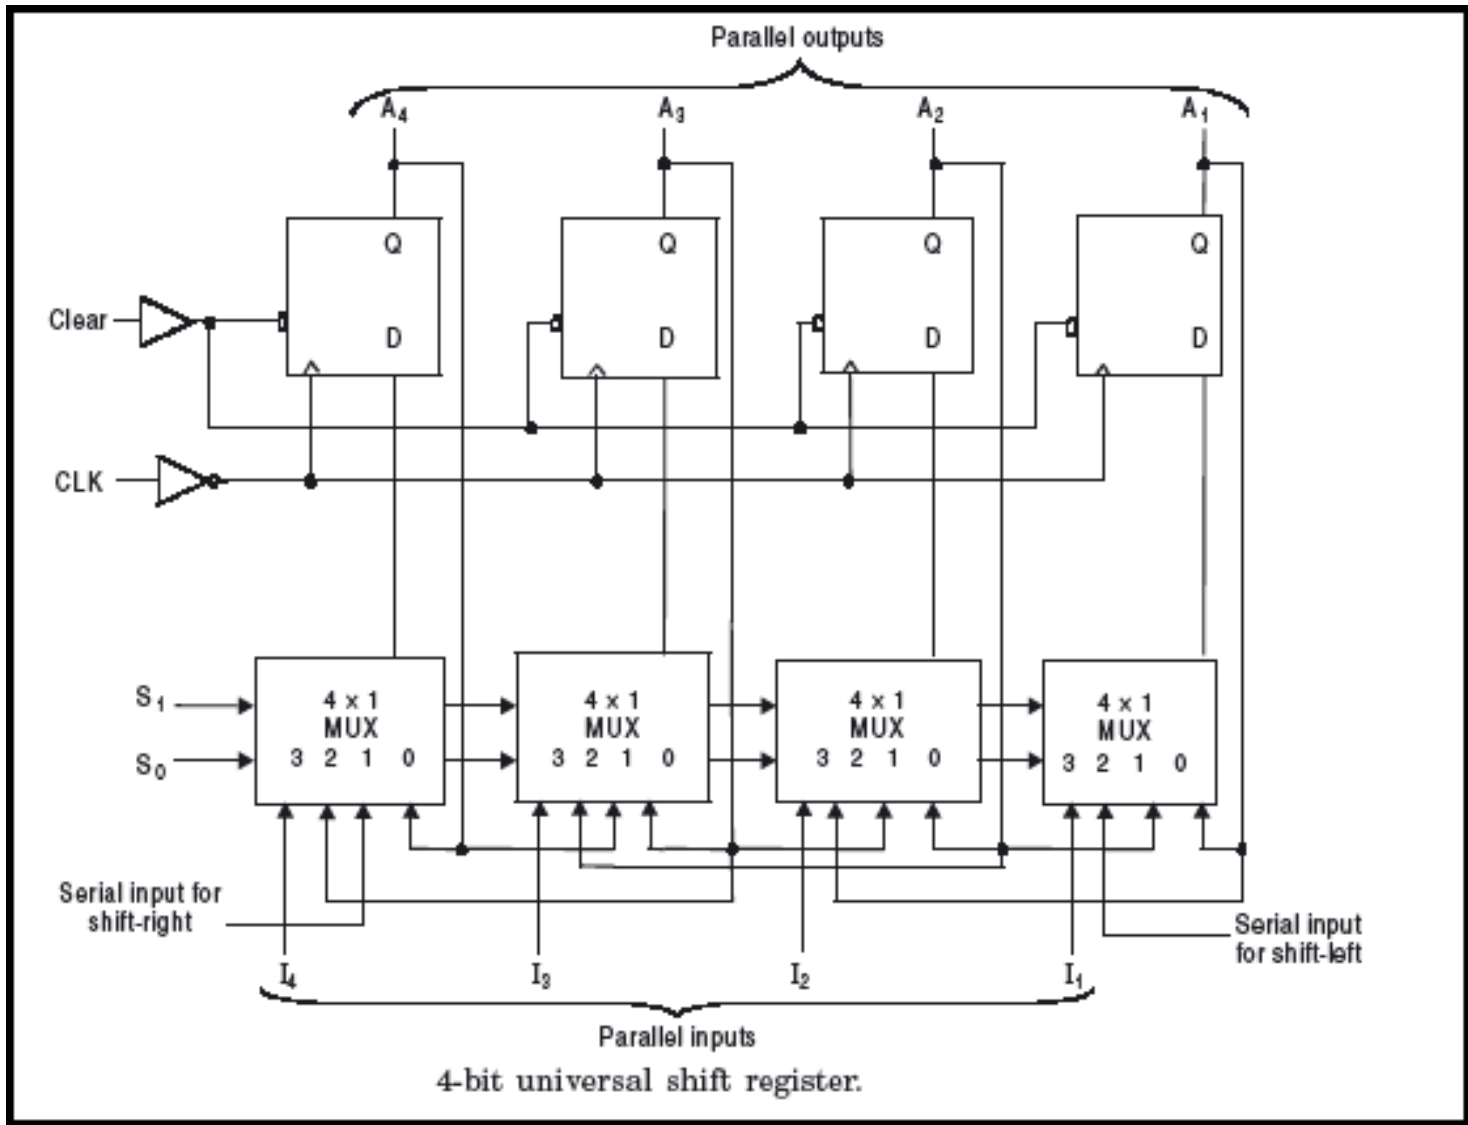 Parallel outputs
A₄ A₃ A₂ A₁
Q Q Q Q
Clear
D D D D
CLK
S₁
4 x 1 4 x 1 4 x 1 4 x 1
MUX MUX MUX MUX
S₀
3 2 1 0 3 2 1 0 3 2 1 0 3 2 1 0
Serial input for
shift-right
Serial input
for shift-left
I₄ I₃ I₂ I₁
Parallel inputs
4-bit universal shift register.